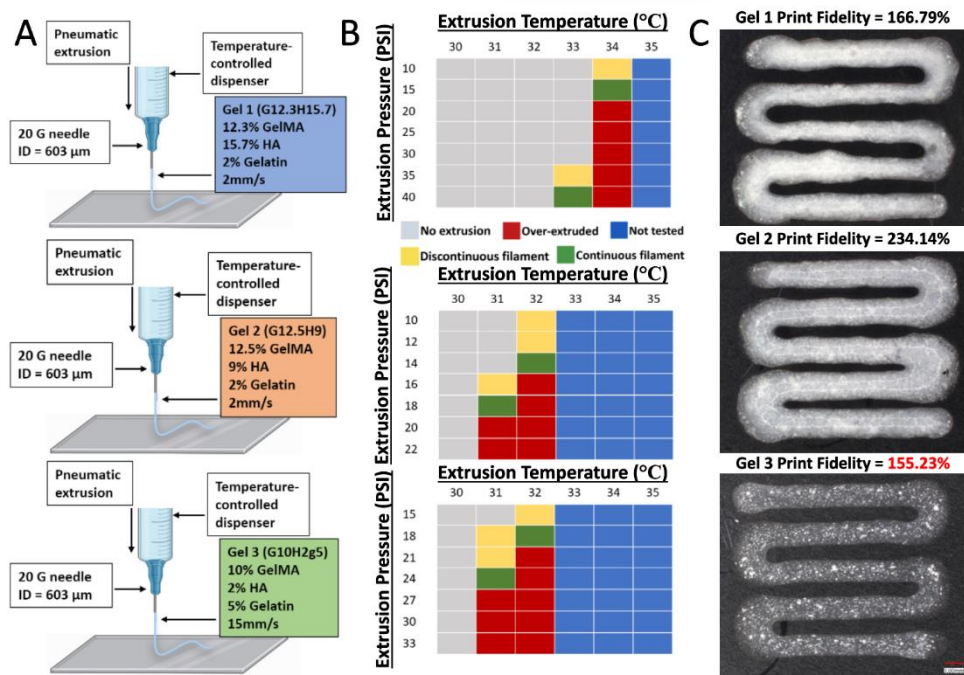 A
Pneumatic
extrusion
Temperature-
controlled
dispenser
20 G needle
ID = 603 µm
Gel 1 (G12.3H15.7)
12.3% GelMA
15.7% HA
2% Gelatin
2mm/s
Pneumatic
extrusion
Temperature-
controlled
dispenser
20 G needle
ID = 603 µm
Gel 2 (G12.5H9)
12.5% GelMA
9% HA
2% Gelatin
2mm/s
Pneumatic
extrusion
Temperature-
controlled
dispenser
20 G needle
ID = 603 µm
Gel 3 (G10H2g5)
10% GelMA
2% HA
5% Gelatin
15mm/s
B
Extrusion Temperature (°C)
30 31 32 33 34 35
Extrusion Pressure (PSI)
10
15
20
25
30
35
40
No extrusion
Over-extruded
Not tested
Discontinuous filament
Continuous filament
Extrusion Temperature (°C)
30 31 32 33 34 35
Extrusion Pressure (PSI)
10
12
14
16
18
20
22
Extrusion Temperature (°C)
30 31 32 33 34 35
Extrusion Pressure (PSI)
15
18
21
24
27
30
33
C
Gel 1 Print Fidelity = 166.79%
Gel 2 Print Fidelity = 234.14%
Gel 3 Print Fidelity = 155.23%